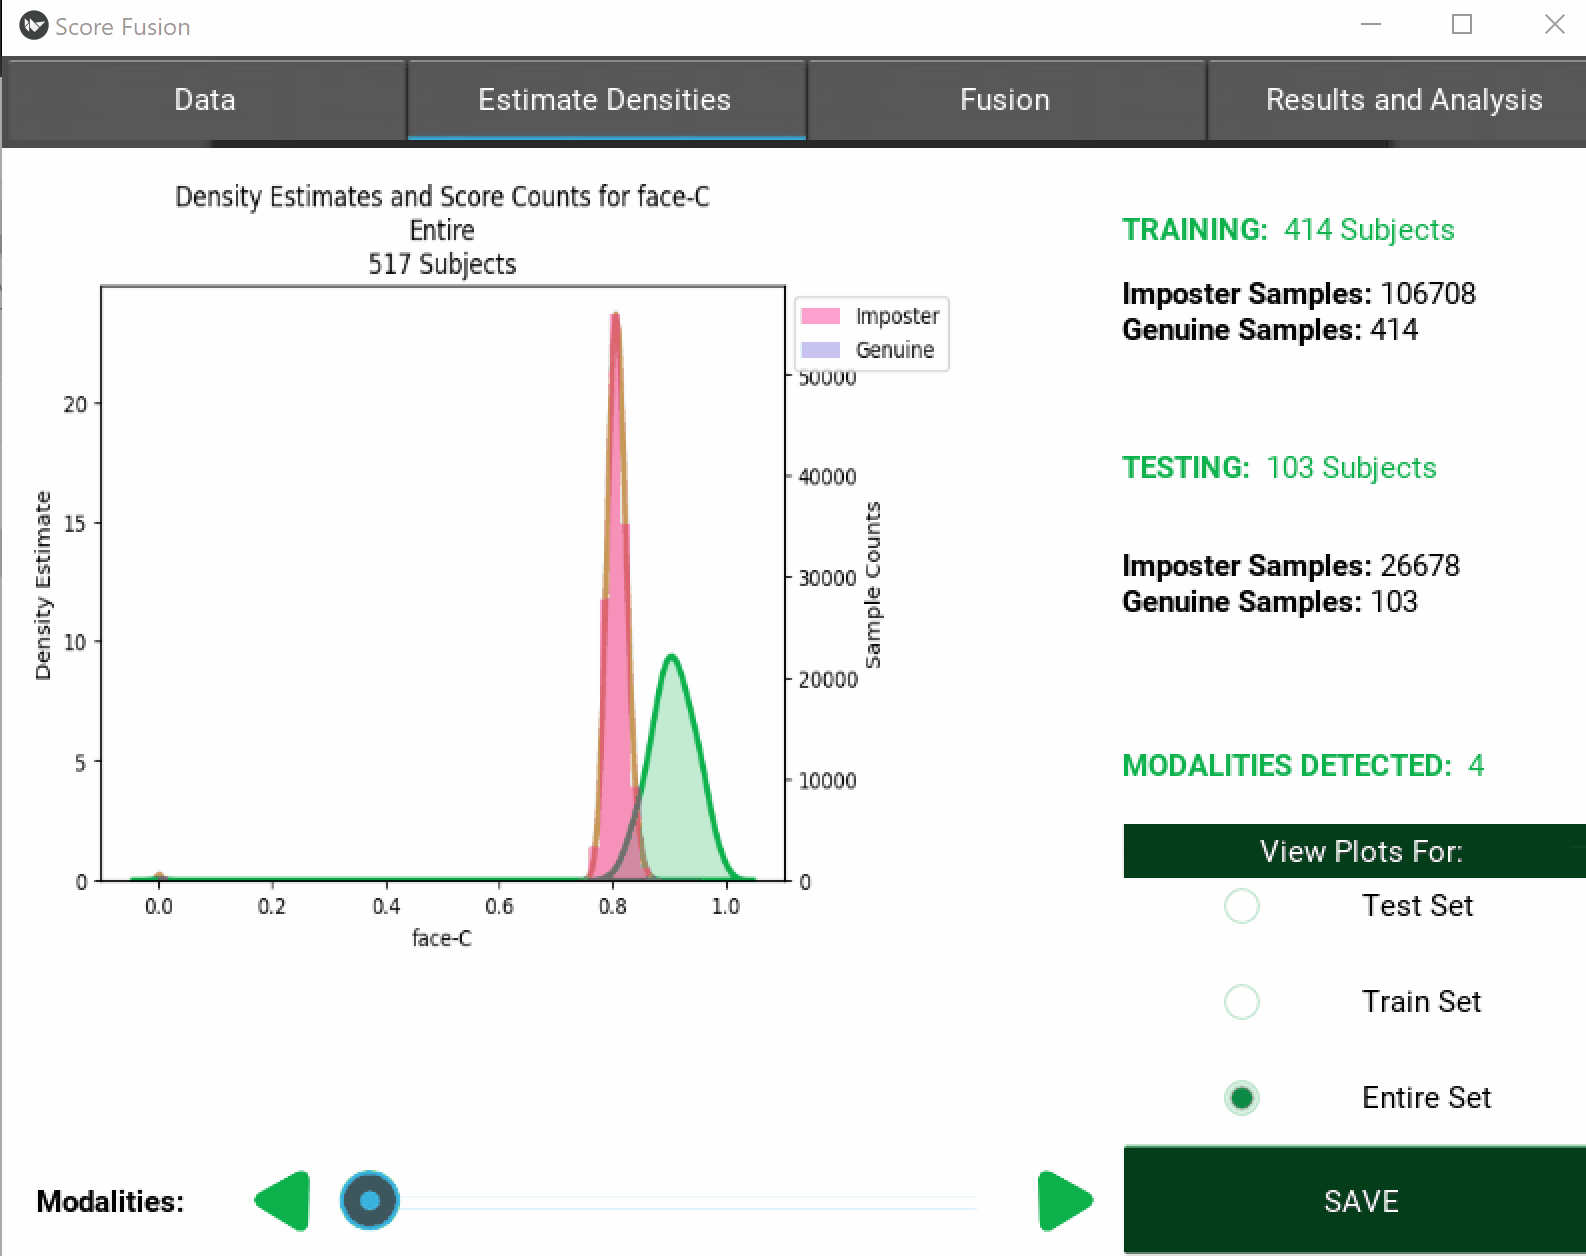 Score Fusion
Data
Estimate Densities
Fusion
Results and Analysis
Density Estimates and Score Counts for face-C
Entire
517 Subjects
Imposter
Genuine
Density Estimate
20
15
10
5
0
50000
40000
30000
20000
10000
0
Sample Counts
0.0
0.2
0.4
0.6
0.8
1.0
face-C
TRAINING: 414 Subjects
Imposter Samples: 106708
Genuine Samples: 414
TESTING: 103 Subjects
Imposter Samples: 26678
Genuine Samples: 103
MODALITIES DETECTED: 4
View Plots For:
Test Set
Train Set
Entire Set
Modalities:
SAVE